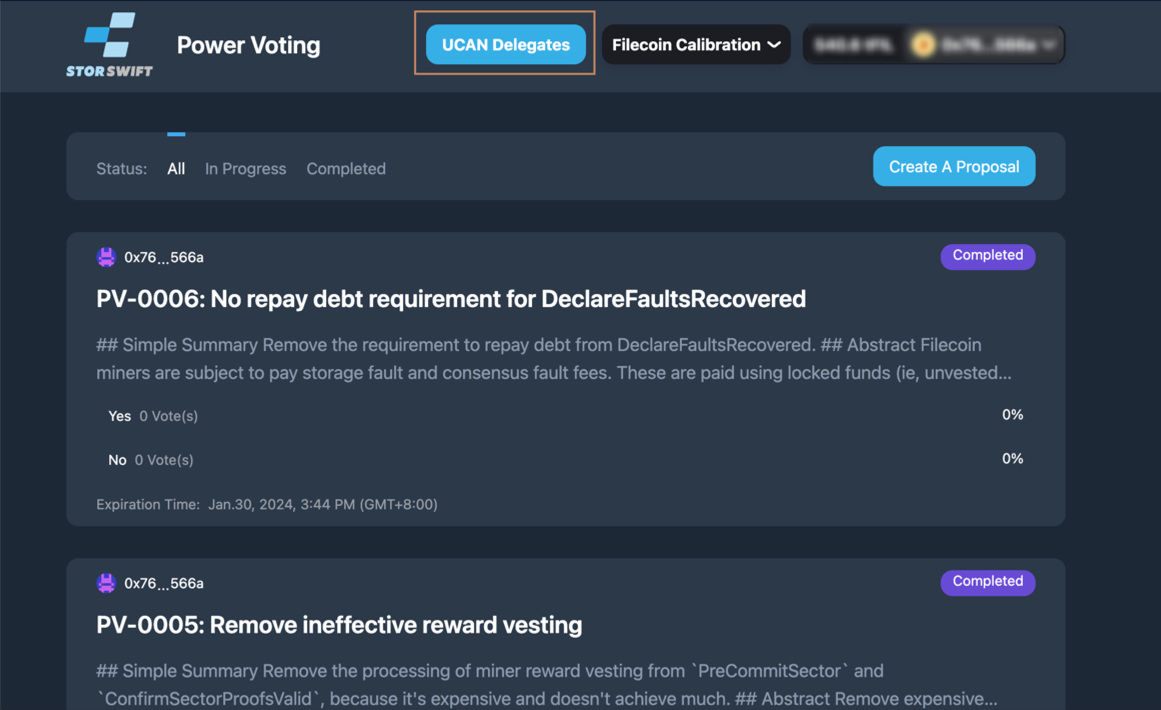 STORSWIFT
Power Voting
UCAN Delegates
Filecoin Calibration
Status: All In Progress Completed
Create A Proposal
0x76...566a
Completed
PV-0006: No repay debt requirement for DeclareFaultsRecovered
## Simple Summary Remove the requirement to repay debt from DeclareFaultsRecovered. ## Abstract Filecoin
miners are subject to pay storage fault and consensus fault fees. These are paid using locked funds (ie, unvested...
Yes 0 Vote(s) 0%
No 0 Vote(s) 0%
Expiration Time: Jan.30, 2024, 3:44 PM (GMT+8:00)
0x76...566a
Completed
PV-0005: Remove ineffective reward vesting
## Simple Summary Remove the processing of miner reward vesting from `PreCommitSector` and
`ConfirmSectorProofsValid`, because it's expensive and doesn't achieve much. ## Abstract Remove expensive...